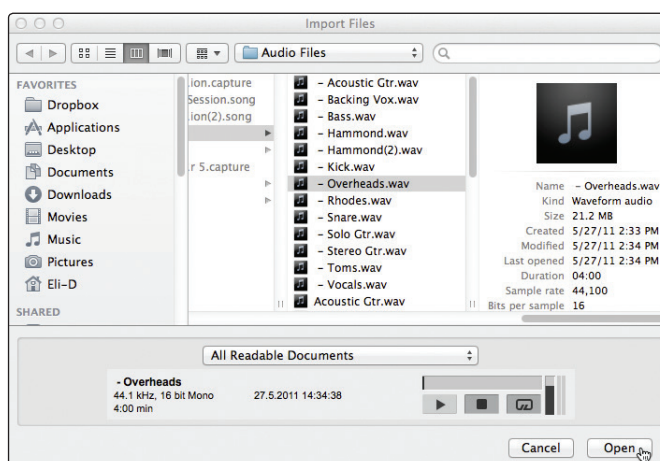 Import Files
Audio Files
FAVORITES
Dropbox
Applications
Desktop
Documents
Downloads
Movies
Music
Pictures
Eli-D
SHARED
ion.capture
Session.song
ion(2).song
r 5.capture
- Acoustic Gtr.wav
- Backing Vox.wav
- Bass.wav
- Hammond.wav
- Hammond(2).wav
- Kick.wav
- Overheads.wav
- Rhodes.wav
- Snare.wav
- Solo Gtr.wav
- Stereo Gtr.wav
- Toms.wav
- Vocals.wav
Acoustic Gtr.wav
Name - Overheads.wav
Kind Waveform audio
Size 21.2 MB
Created 5/27/11 2:33 PM
Modified 5/27/11 2:34 PM
Last opened 5/27/11 2:34 PM
Duration 04:00
Sample rate 44,100
Bits per sample 16
All Readable Documents
- Overheads
44.1 kHz, 16 bit Mono
4:00 min
27.5.2011 14:34:38
Cancel
Open